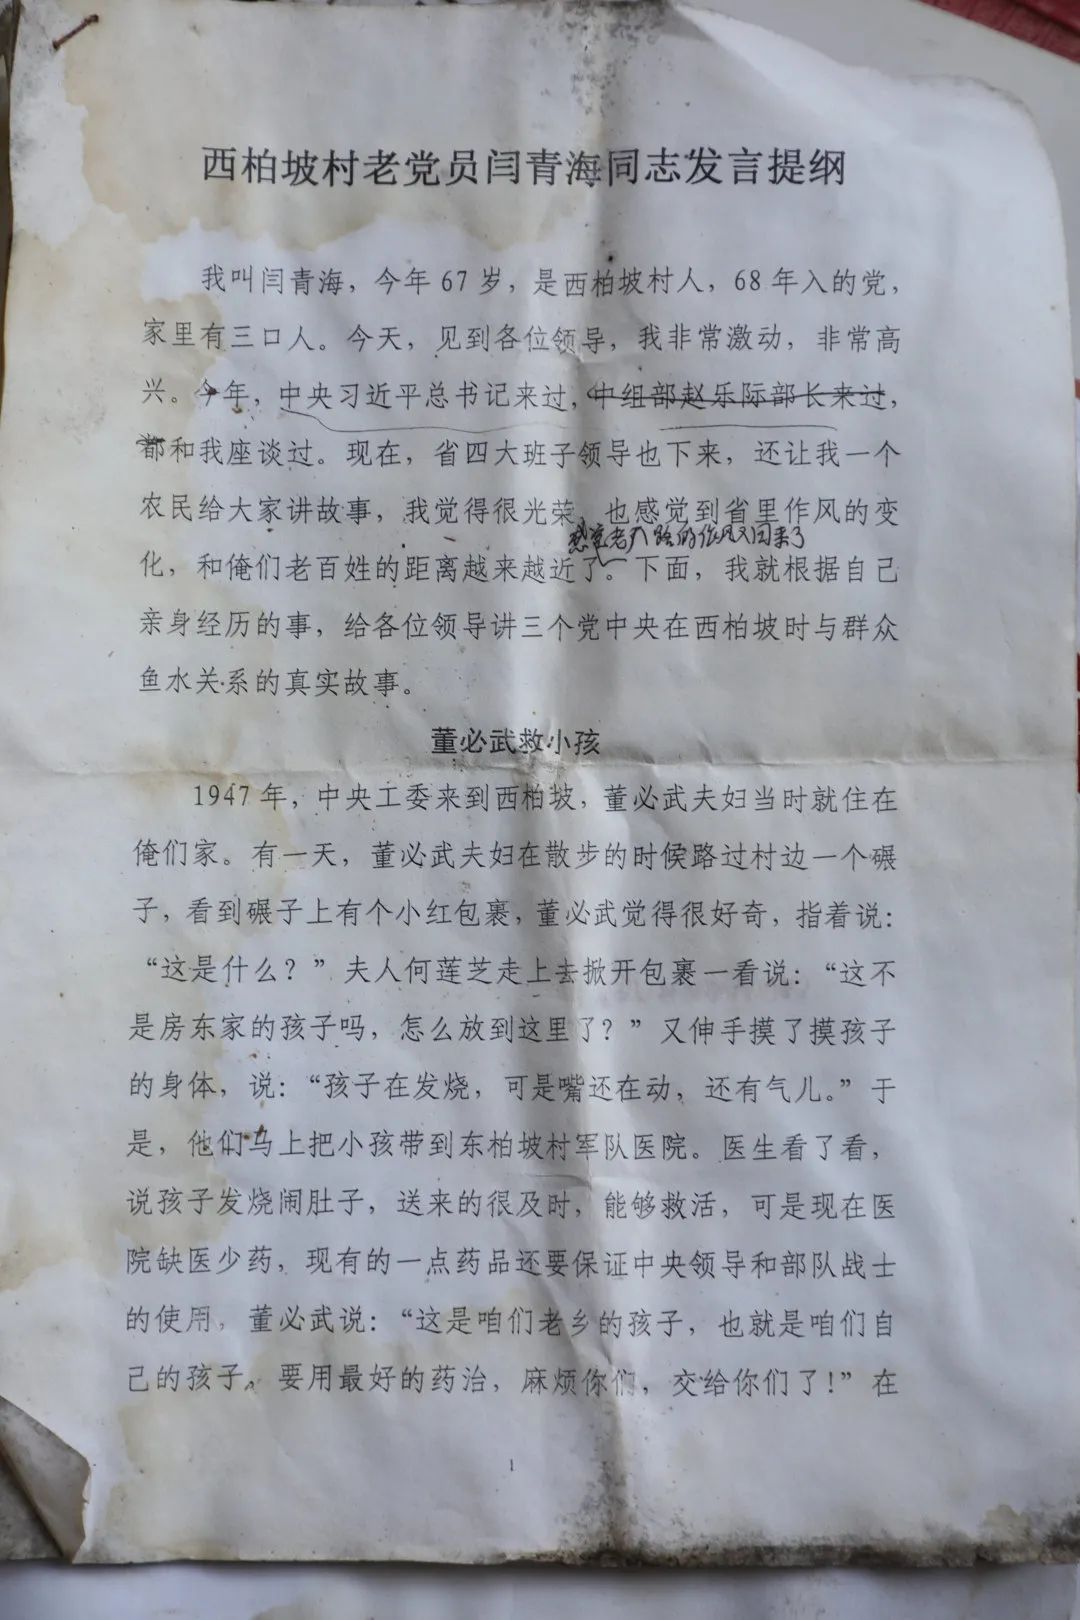 西柏坡村老党员闫青海同志发言提纲
我叫闫青海，今年67岁，是西柏坡村人，68年入的党，
家里有三口人。今天，见到各位领导，我非常激动，非常高
兴。今年，中央习近平总书记来过，中组部赵乐际部长来过，
都和我座谈过。现在，省四大班子领导也下来，还让我一个
农民给大家讲故事，我觉得很光荣，也感觉到省里作风的变
感觉老八路的作风又回来了
化，和俺们老百姓的距离越来越近了。下面，我就根据自己
亲身经历的事，给各位领导讲三个党中央在西柏坡时与群众
鱼水关系的真实故事。
董必武救小孩
1947年，中央工委来到西柏坡，董必武夫妇当时就住在
俺们家。有一天，董必武夫妇在散步的时候路过村边一个碾
子，看到碾子上有个小红包裹，董必武觉得很好奇，指着说：
“这是什么？”夫人何莲芝走上去掀开包裹一看说：“这不
是房东家的孩子吗，怎么放到这里了？”又伸手摸了摸孩子
的身体，说：“孩子在发烧，可是嘴还在动，还有气儿。”于
是，他们马上把小孩带到东柏坡村军队医院。医生看了看，
说孩子发烧闹肚子，送来的很及时，能够救活，可是现在医
院缺医少药，现有的一点药品还要保证中央领导和部队战士
的使用，董必武说：“这是咱们老乡的孩子，也就是咱们自
己的孩子。要用最好的药治，麻烦你们，交给你们了！”在
1